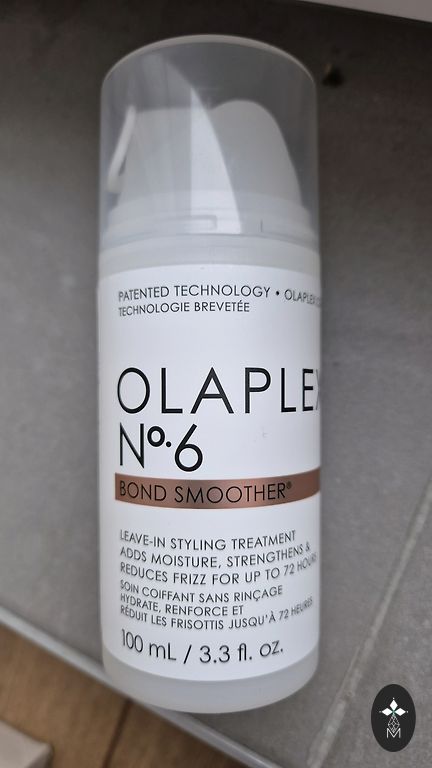 PATENTED TECHNOLOGY • OLAPLEX
TECHNOLOGIE BREVETÉE
OLAPLEX
Nº.6
BOND SMOOTHER®
LEAVE-IN STYLING TREATMENT
ADDS MOISTURE, STRENGTHENS &
REDUCES FRIZZ FOR UP TO 72 HOURS
SOIN COIFFANT SANS RINÇAGE
HYDRATE, RENFORCE ET
RÉDUIT LES FRISOTTIS JUSQU'À 72 HEURES
100 mL / 3.3 fl. oz.
M